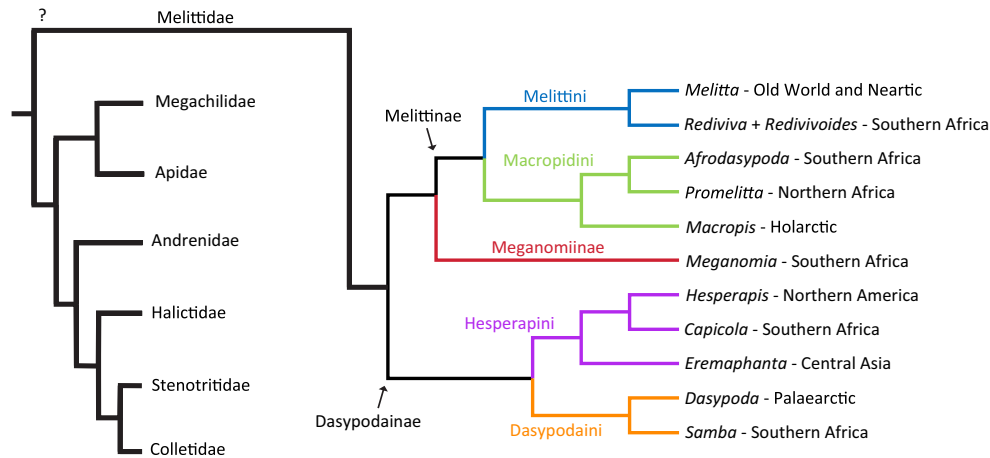 ?
Melittidae
Megachilidae
Apidae
Andrenidae
Halictidae
Stenotritidae
Colletidae
Melittinae
Dasypodainae
Melittini
Macropidini
Meganomiinae
Hesperapini
Dasypodaini
Melitta - Old World and Neartic
Rediviva + Redivivoides - Southern Africa
Afrodasypoda - Southern Africa
Promelitta - Northern Africa
Macropis - Holarctic
Meganomia - Southern Africa
Hesperapis - Northern America
Capicola - Southern Africa
Eremaphanta - Central Asia
Dasypoda - Palaearctic
Samba - Southern Africa